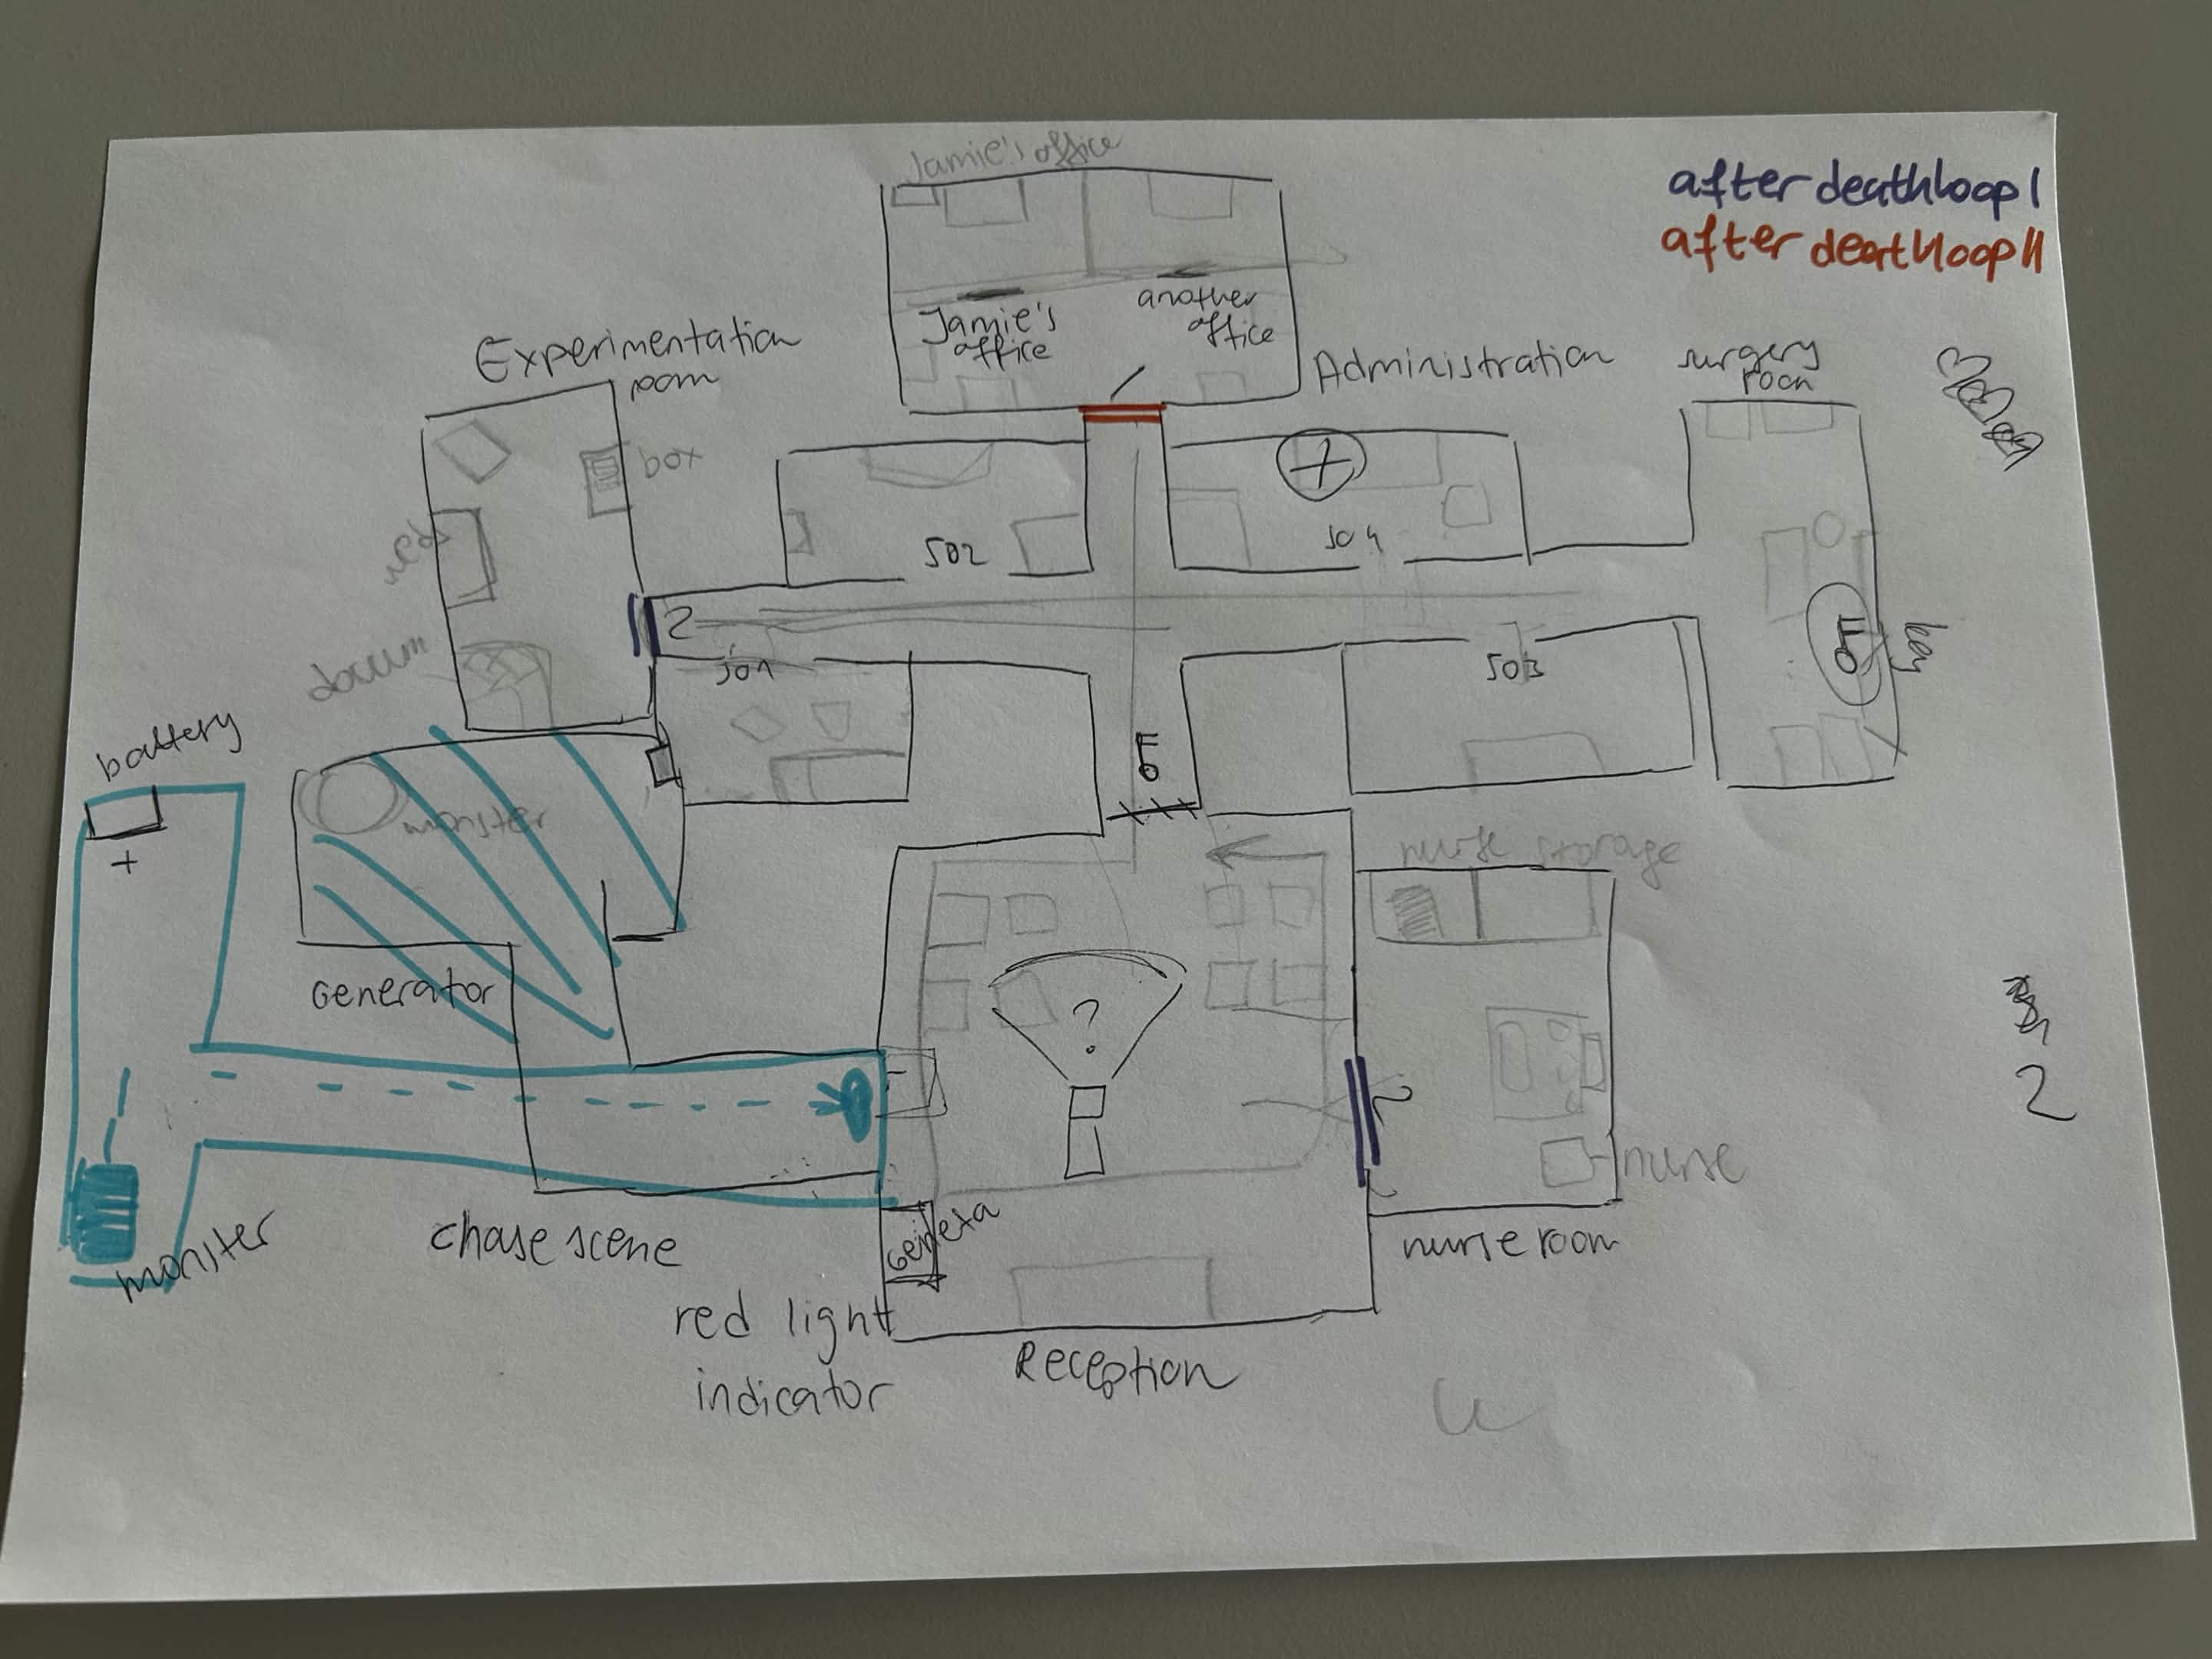 after deathloop I
after deathloop II
Jamie's office
Jamie's
office
another
office
Experimentation
room
Administration
surgery
room
box
502
504
2
501
503
key
battery
+
monster
nurse storage
Generator
?
monster
chase scene
nurse
nurse room
red light
indicator
Reception
2